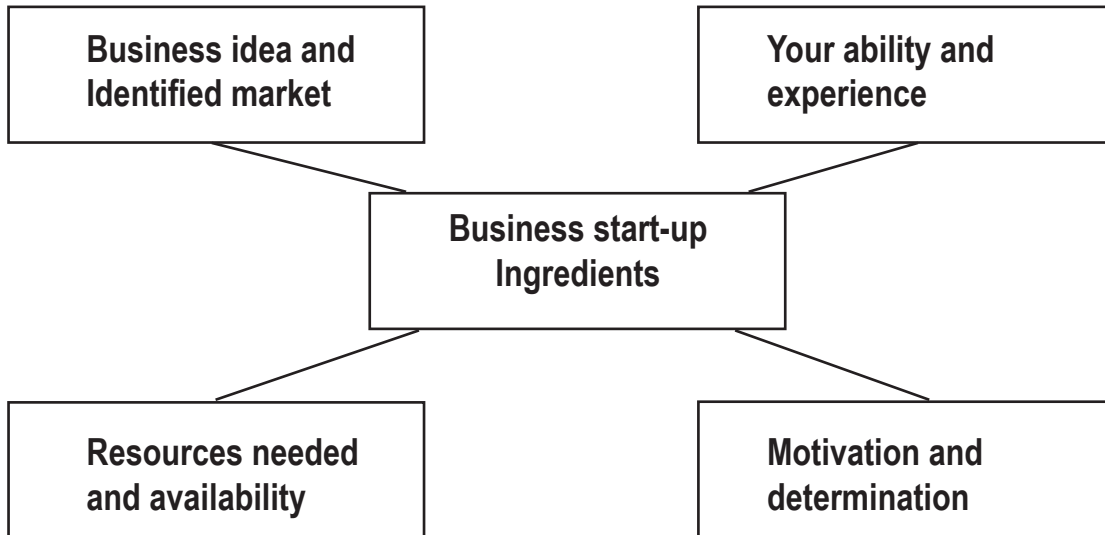 Business idea and
Identified market
Your ability and
experience
Business start-up
Ingredients
Resources needed
and availability
Motivation and
determination